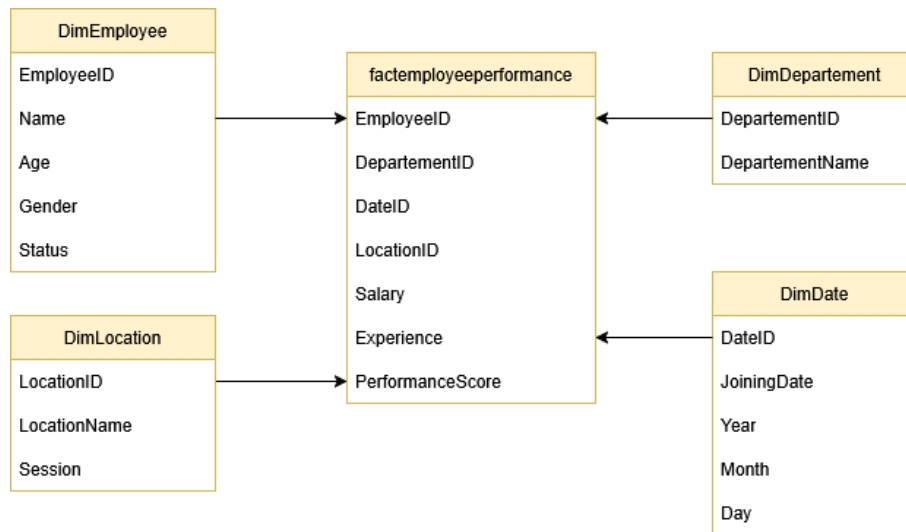 DimEmployee
EmployeeID
Name
Age
Gender
Status
factemployeeperformance
EmployeeID
DepartementID
DateID
LocationID
Salary
Experience
PerformanceScore
DimDepartement
DepartementID
DepartementName
DimLocation
LocationID
LocationName
Session
DimDate
DateID
JoiningDate
Year
Month
Day